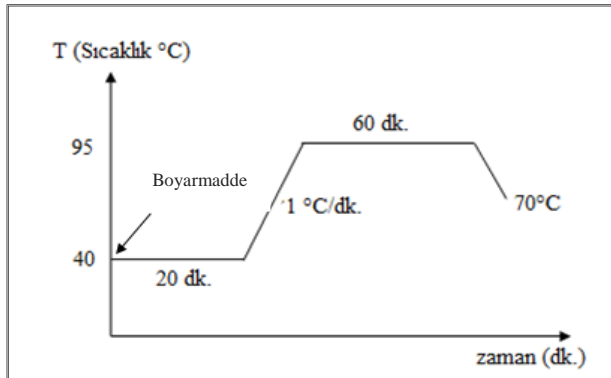 T (Sıcaklık °C)
60 dk.
95
Boyarmadde
1 °C/dk.
70°C
40
20 dk.
zaman (dk.)